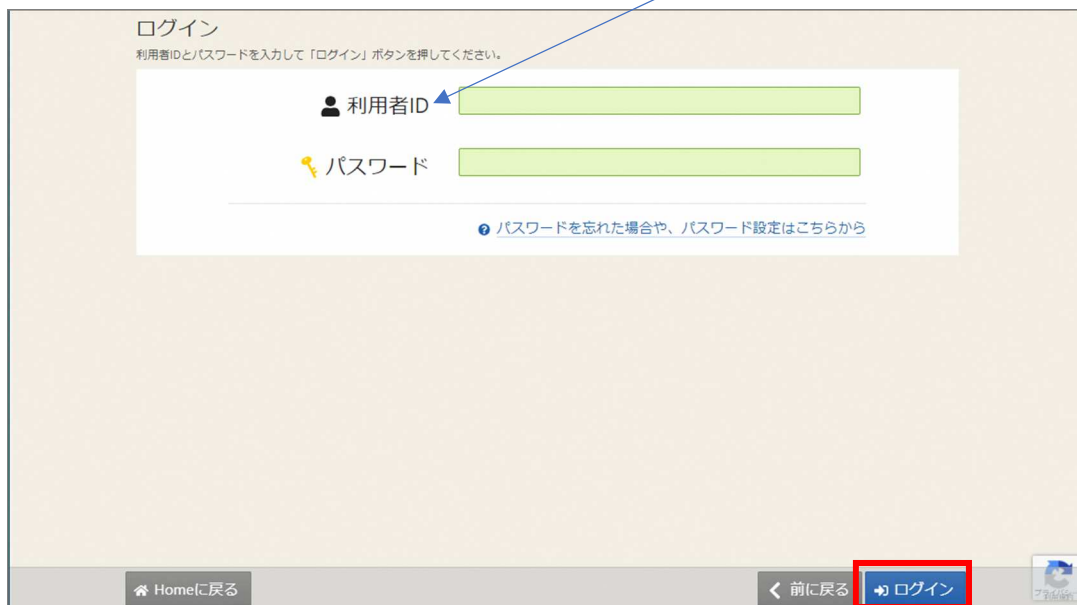 ログイン
利用者IDとパスワードを入力して「ログイン」ボタンを押してください。
利用者ID
パスワード
パスワードを忘れた場合や、パスワード設定はこちらから
Homeに戻る
前に戻る
ログイン